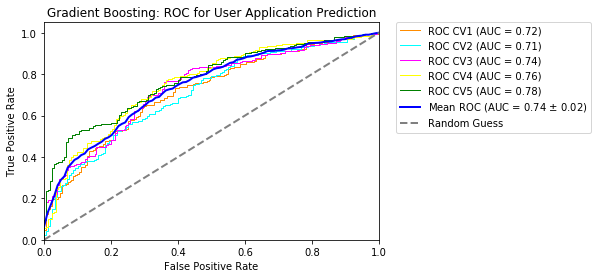 Gradient Boosting: ROC for User Application Prediction
1.0
0.8
0.6
0.4
0.2
0.0
True Positive Rate
0.0 0.2 0.4 0.6 0.8 1.0
False Positive Rate
ROC CV1 (AUC = 0.72)
ROC CV2 (AUC = 0.71)
ROC CV3 (AUC = 0.74)
ROC CV4 (AUC = 0.76)
ROC CV5 (AUC = 0.78)
Mean ROC (AUC = 0.74 ± 0.02)
Random Guess